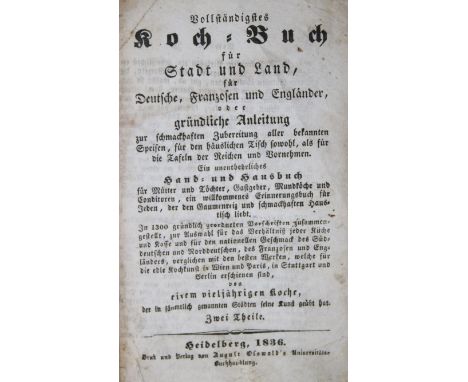 Vollständigstes
Koch-Buch
für
Stadt und Land,
für
Deutsche, Franzosen und Engländer,
oder
gründliche Anleitung
zur schmackhaften Zubereitung aller bekannten
Speisen, für den häuslichen Tisch sowohl, als für
die Tafeln der Reichen und Vornehmen.
Ein unentbehrliches
Hand- und Hausbuch
für Mütter und Töchter, Gastgeber, Mundköche und
Conditoren, ein willkommenes Erinnerungsbuch für
Jeden, der den Gaumenreiz und schmackhaften Haus-
tisch liebt.
In 1300 gründlich geordneten Vorschriften zusammen-
gestellt, zur Auswahl für das Verhältniß jeder Küche
und Kasse und für den nationellen Geschmack des Süd-
deutschen und Norddeutschen, des Franzosen und Eng-
länders, verglichen mit den besten Werken, welche für
die edle Kochkunst in Wien und Paris, in Stuttgart und
Berlin erschienen sind,
von
einem vieljährigen Koche,
der in sämmtlich genannten Städten seine Kunst geübt hat.
Zwei Theile.
Heidelberg, 1836.
Druck und Verlag von August Oßwald's Universitäts-
Buchhandlung.